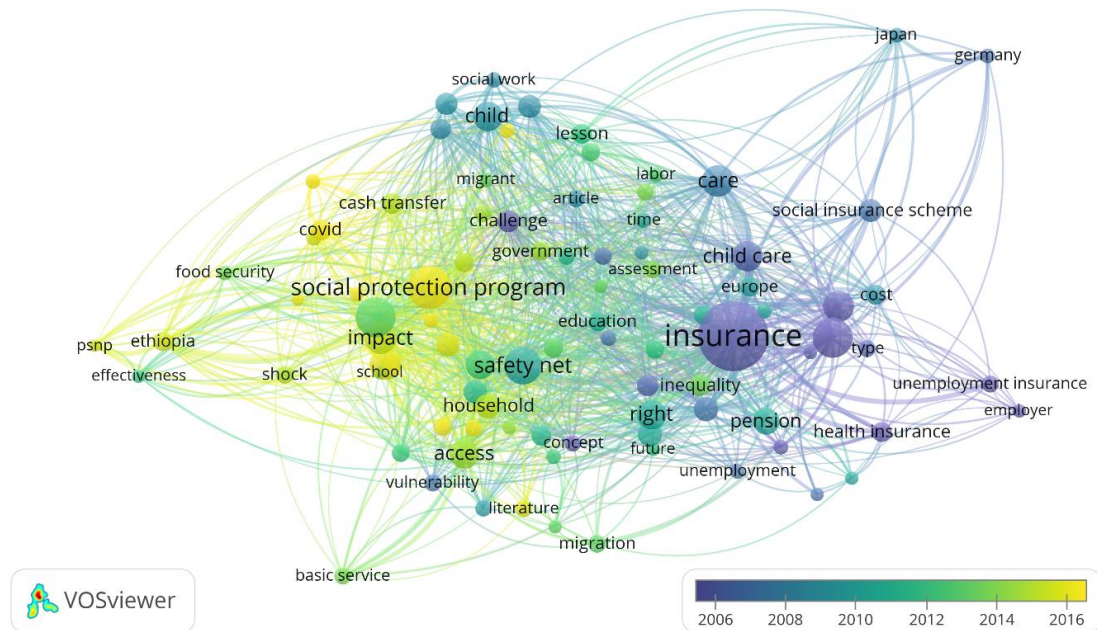 japan
germany
social work
child
lesson
migrant
labor
care
article
cash transfer
social insurance scheme
challenge
time
covid
government
child care
assessment
food security
europe
social protection program
cost
education
insurance
impact
psnp
ethiopia
type
safety net
effectiveness
shock
school
inequality
unemployment insurance
household
employer
right
pension
health insurance
concept
future
access
unemployment
vulnerability
literature
migration
basic service
VOSviewer
2006 2008 2010 2012 2014 2016